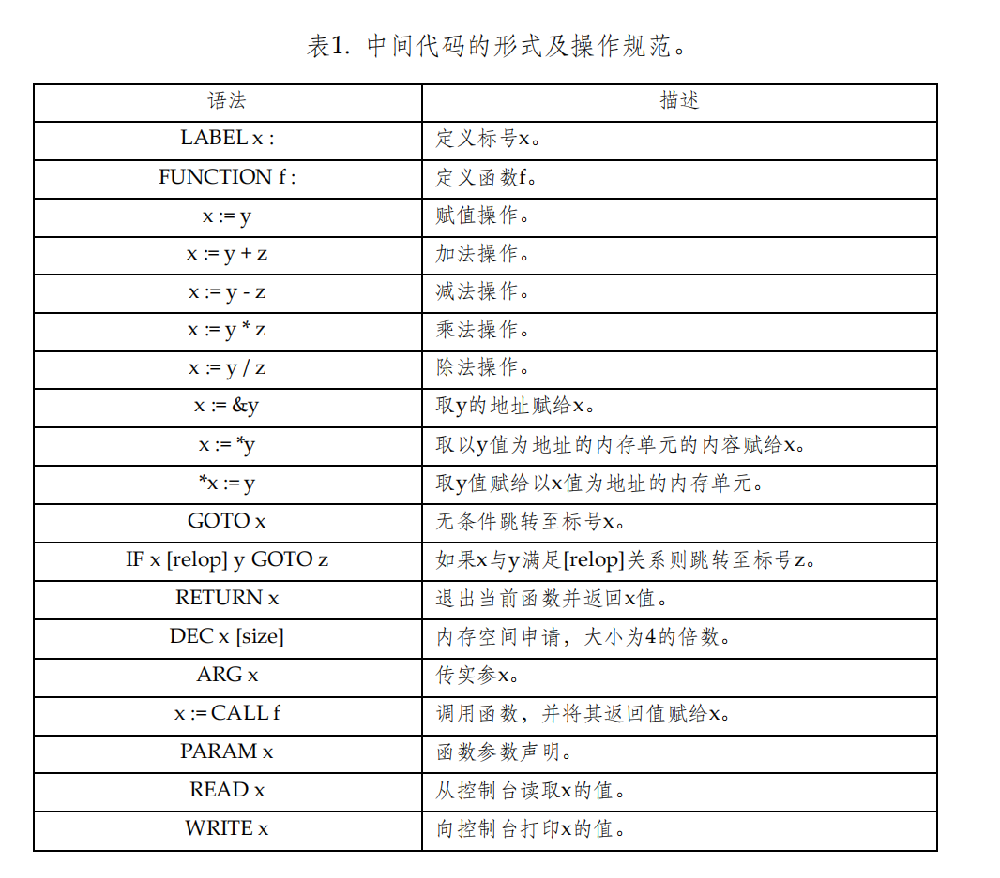 表1. 中间代码的形式及操作规范。
语法 描述
LABEL x : 定义标号x。
FUNCTION f : 定义函数f。
x := y 赋值操作。
x := y + z 加法操作。
x := y - z 减法操作。
x := y * z 乘法操作。
x := y / z 除法操作。
x := &y 取y的地址赋给x。
x := *y 取以y值为地址的内存单元的内容赋给x。
*x := y 取y值赋给以x值为地址的内存单元。
GOTO x 无条件跳转至标号x。
IF x [relop] y GOTO z 如果x与y满足[relop]关系则跳转至标号z。
RETURN x 退出当前函数并返回x值。
DEC x [size] 内存空间申请，大小为4的倍数。
ARG x 传实参x。
x := CALL f 调用函数，并将其返回值赋给x。
PARAM x 函数参数声明。
READ x 从控制台读取x的值。
WRITE x 向控制台打印x的值。